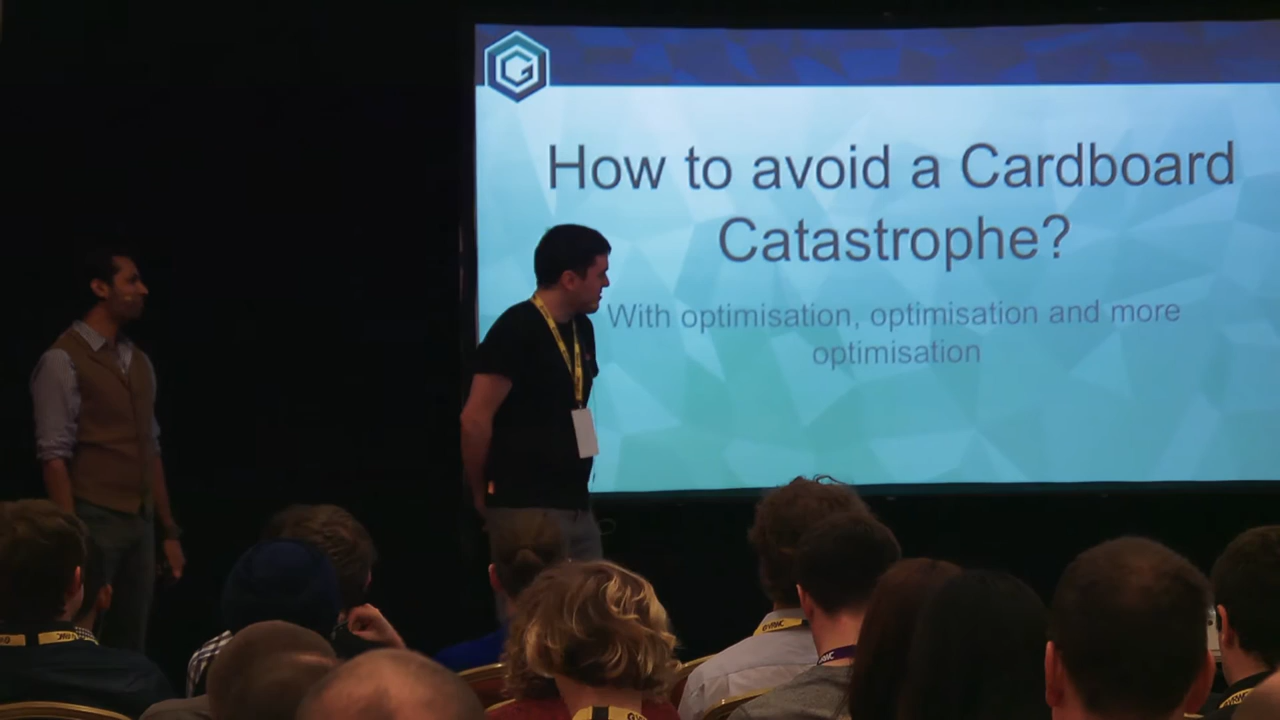 How to avoid a Cardboard
Catastrophe?
With optimisation, optimisation and more
optimisation